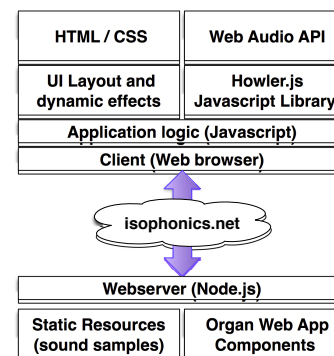 HTML / CSS
Web Audio API
UI Layout and
dynamic effects
Howler.js
Javascript Library
Application logic (Javascript)
Client (Web browser)
isophonics.net
Webserver (Node.js)
Static Resources
(sound samples)
Organ Web App
Components